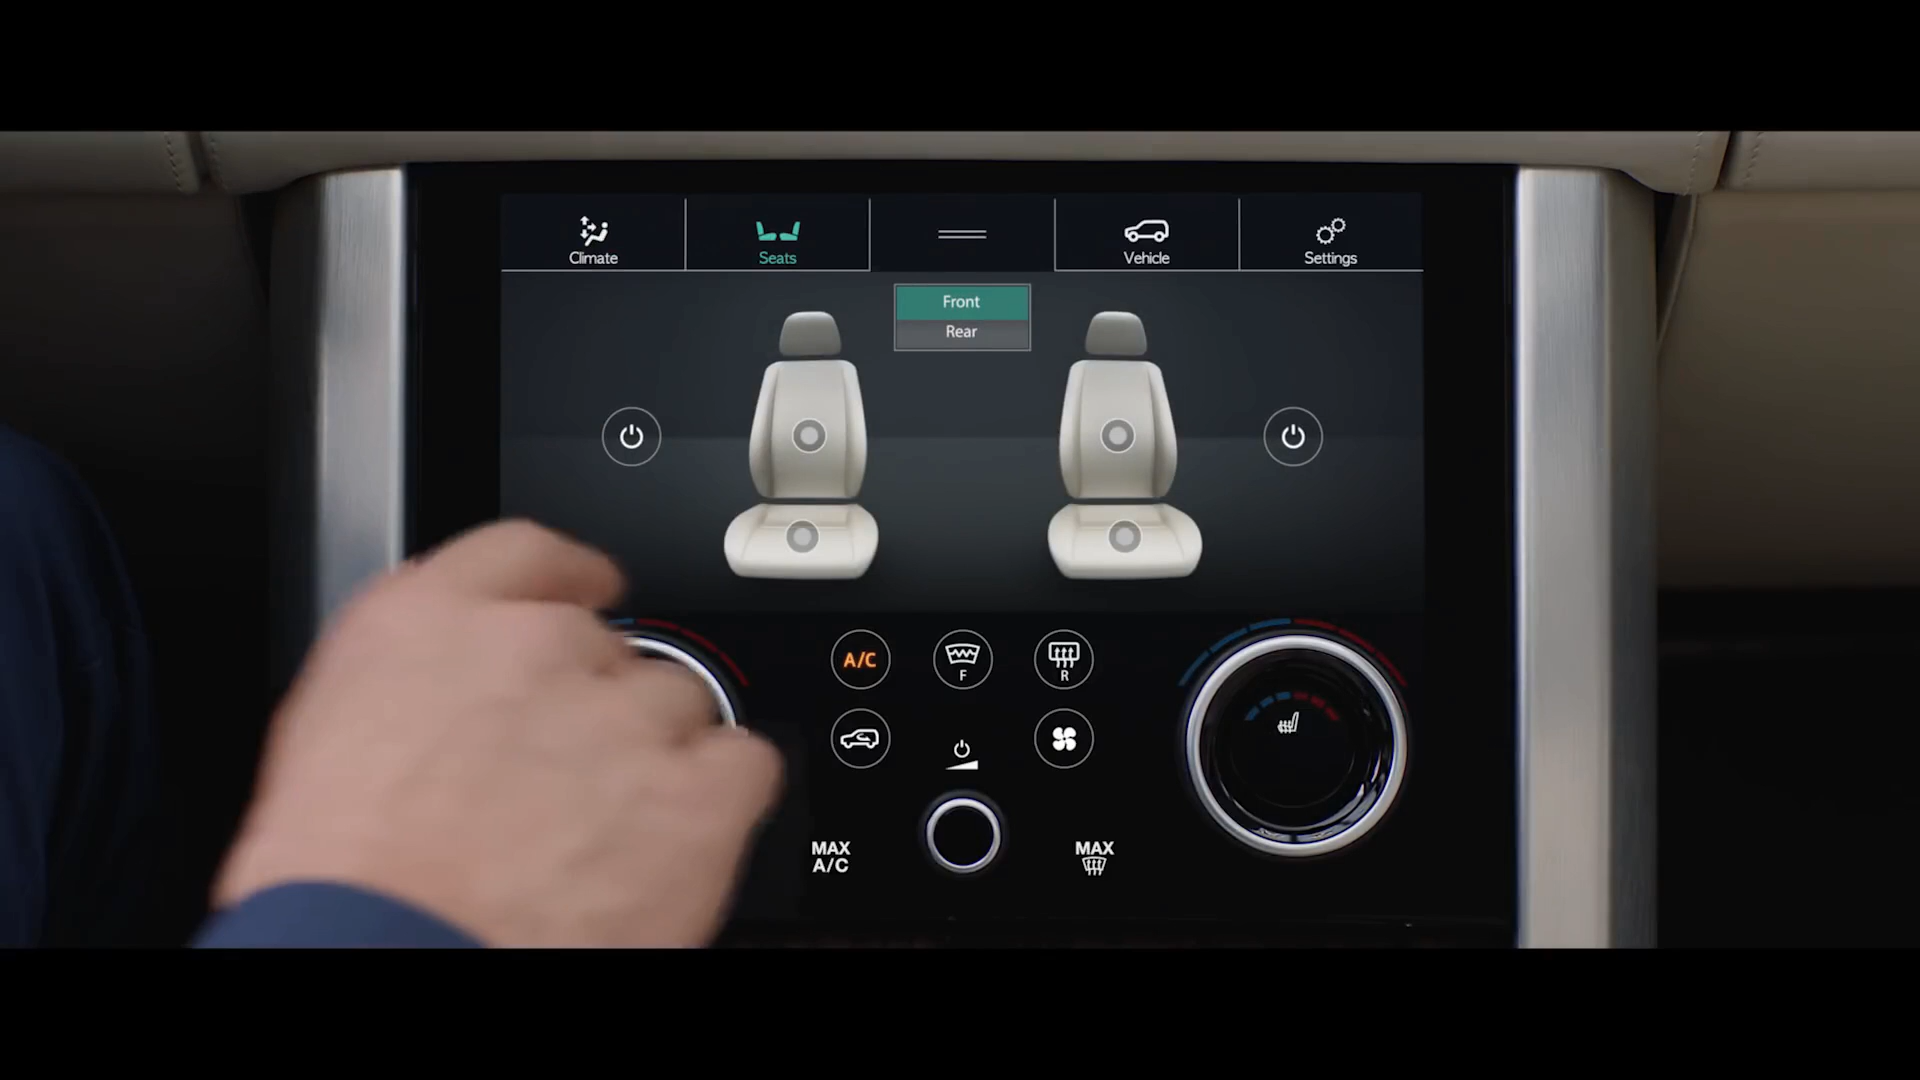 Climate
Seats
Vehicle
Settings
Front
Rear
A/C
F
R
MAX
A/C
MAX